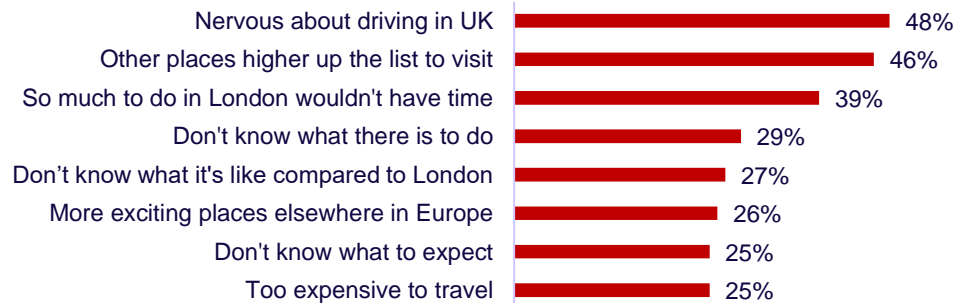 Nervous about driving in UK 48%
Other places higher up the list to visit 46%
So much to do in London wouldn't have time 39%
Don't know what there is to do 29%
Don’t know what it's like compared to London 27%
More exciting places elsewhere in Europe 26%
Don't know what to expect 25%
Too expensive to travel 25%